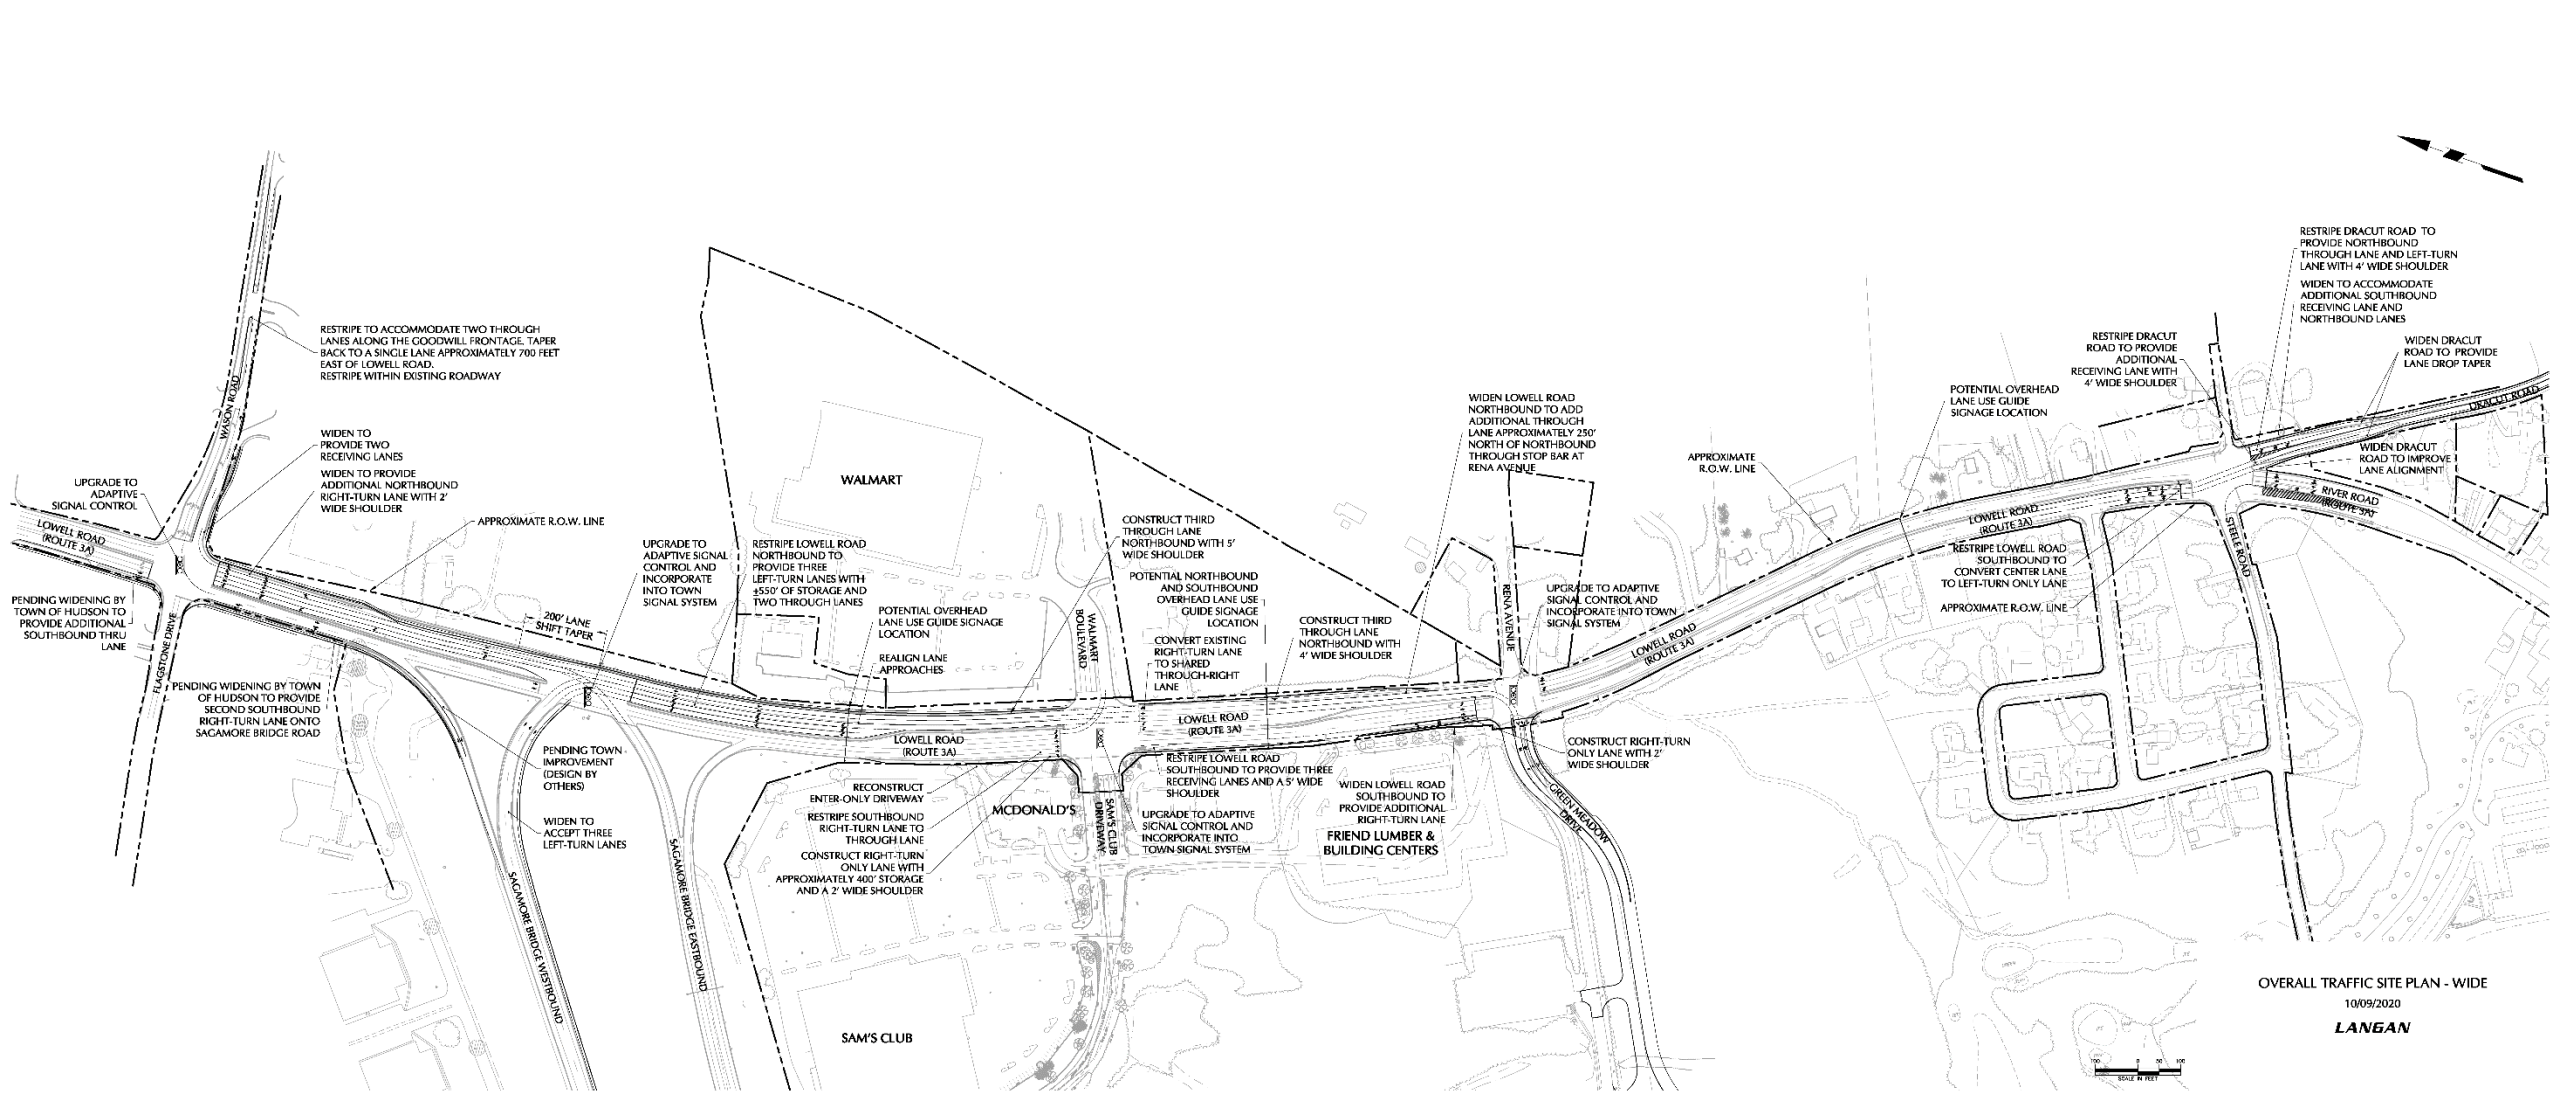 RESTRIPE TO ACCOMMODATE TWO THROUGH
LANES ALONG THE GOODWILL FRONTAGE. TAPER
BACK TO A SINGLE LANE APPROXIMATELY 700 FEET
EAST OF LOWELL ROAD.
RESTRIPE WITHIN EXISTING ROADWAY
WASON ROAD
WIDEN TO
PROVIDE TWO
RECEIVING LANES
WIDEN TO PROVIDE
ADDITIONAL NORTHBOUND
RIGHT-TURN LANE WITH 2'
WIDE SHOULDER
UPGRADE TO
ADAPTIVE
SIGNAL CONTROL
LOWELL ROAD
(ROUTE 3A)
PENDING WIDENING BY
TOWN OF HUDSON TO
PROVIDE ADDITIONAL
SOUTHBOUND THRU
LANE
FLAGSTONE DRIVE
PENDING WIDENING BY TOWN
OF HUDSON TO PROVIDE
SECOND SOUTHBOUND
RIGHT-TURN LANE ONTO
SAGAMORE BRIDGE ROAD
APPROXIMATE R.O.W. LINE
200' LANE
SHIFT TAPER
UPGRADE TO
ADAPTIVE SIGNAL
CONTROL AND
INCORPORATE
INTO TOWN
SIGNAL SYSTEM
RESTRIPE LOWELL ROAD
NORTHBOUND TO
PROVIDE THREE
LEFT-TURN LANES WITH
±550' OF STORAGE AND
TWO THROUGH LANES
PENDING TOWN
IMPROVEMENT
(DESIGN BY
OTHERS)
WIDEN TO
ACCEPT THREE
LEFT-TURN LANES
SAGAMORE BRIDGE WESTBOUND
SAGAMORE BRIDGE EASTBOUND
WALMART
POTENTIAL OVERHEAD
LANE USE GUIDE SIGNAGE
LOCATION
REALIGN LANE
APPROACHES
LOWELL ROAD
(ROUTE 3A)
RECONSTRUCT
ENTER-ONLY DRIVEWAY
RESTRIPE SOUTHBOUND
RIGHT-TURN LANE TO
THROUGH LANE
CONSTRUCT RIGHT-TURN
ONLY LANE WITH
APPROXIMATELY 400' STORAGE
AND A 2' WIDE SHOULDER
MCDONALD'S
SAM'S CLUB
SAM'S CLUB
DRIVEWAY
WALMART
BOULEVARD
CONSTRUCT THIRD
THROUGH LANE
NORTHBOUND WITH 5'
WIDE SHOULDER
POTENTIAL NORTHBOUND
AND SOUTHBOUND
OVERHEAD LANE USE
GUIDE SIGNAGE
LOCATION
CONVERT EXISTING
RIGHT-TURN LANE
TO SHARED
THROUGH-RIGHT
LANE
LOWELL ROAD
(ROUTE 3A)
RESTRIPE LOWELL ROAD
SOUTHBOUND TO PROVIDE THREE
RECEIVING LANES AND A 5' WIDE
SHOULDER
UPGRADE TO ADAPTIVE
SIGNAL CONTROL AND
INCORPORATE INTO
TOWN SIGNAL SYSTEM
CONSTRUCT THIRD
THROUGH LANE
NORTHBOUND WITH
4' WIDE SHOULDER
WIDEN LOWELL ROAD
SOUTHBOUND TO
PROVIDE ADDITIONAL
RIGHT-TURN LANE
FRIEND LUMBER &
BUILDING CENTERS
WIDEN LOWELL ROAD
NORTHBOUND TO ADD
ADDITIONAL THROUGH
LANE APPROXIMATELY 250'
NORTH OF NORTHBOUND
THROUGH STOP BAR AT
RENA AVENUE
RENA AVENUE
UPGRADE TO ADAPTIVE
SIGNAL CONTROL AND
INCORPORATE INTO TOWN
SIGNAL SYSTEM
CONSTRUCT RIGHT-TURN
ONLY LANE WITH 2'
WIDE SHOULDER
GREEN MEADOW
DRIVE
LOWELL ROAD
(ROUTE 3A)
APPROXIMATE
R.O.W. LINE
POTENTIAL OVERHEAD
LANE USE GUIDE
SIGNAGE LOCATION
LOWELL ROAD
(ROUTE 3A)
RESTRIPE LOWELL ROAD
SOUTHBOUND TO
CONVERT CENTER LANE
TO LEFT-TURN ONLY LANE
APPROXIMATE R.O.W. LINE
RESTRIPE DRACUT
ROAD TO PROVIDE
ADDITIONAL
RECEIVING LANE WITH
4' WIDE SHOULDER
RESTRIPE DRACUT ROAD TO
PROVIDE NORTHBOUND
THROUGH LANE AND LEFT-TURN
LANE WITH 4' WIDE SHOULDER
WIDEN TO ACCOMMODATE
ADDITIONAL SOUTHBOUND
RECEIVING LANE AND
NORTHBOUND LANES
WIDEN DRACUT
ROAD TO PROVIDE
LANE DROP TAPER
DRACUT ROAD
WIDEN DRACUT
ROAD TO IMPROVE
LANE ALIGNMENT
RIVER ROAD
(ROUTE 3A)
STEELE ROAD
OVERALL TRAFFIC SITE PLAN - WIDE
10/09/2020
LANGAN
100 0 50 100
SCALE IN FEET